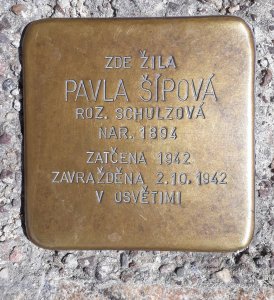 ZDE ŽILA
PAVLA ŠÍPOVÁ
ROZ. SCHULZOVÁ
NAR. 1894
ZATČENA 1942
ZAVRAŽDĚNA 2.10.1942
V OSVĚTIMI